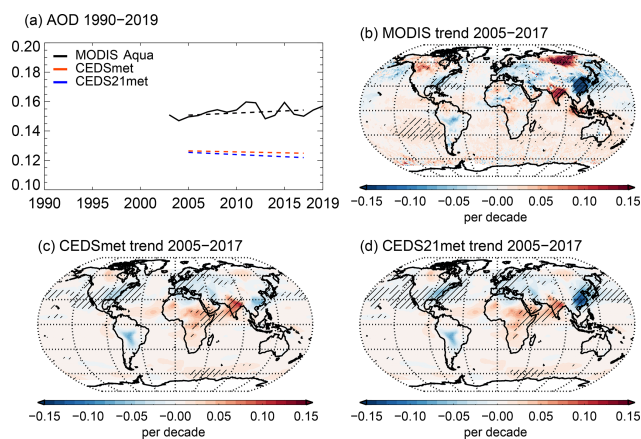 (a) AOD 1990−2019
0.20
0.18
0.16
0.14
0.12
0.10
MODIS Aqua
CEDSmet
CEDS21met
1990 1995 2000 2005 2010 2015 2019
(b) MODIS trend 2005−2017
−0.15 −0.10 −0.05 −0.00 0.05 0.10 0.15
per decade
(c) CEDSmet trend 2005−2017
−0.15 −0.10 −0.05 −0.00 0.05 0.10 0.15
per decade
(d) CEDS21met trend 2005−2017
−0.15 −0.10 −0.05 −0.00 0.05 0.10 0.15
per decade